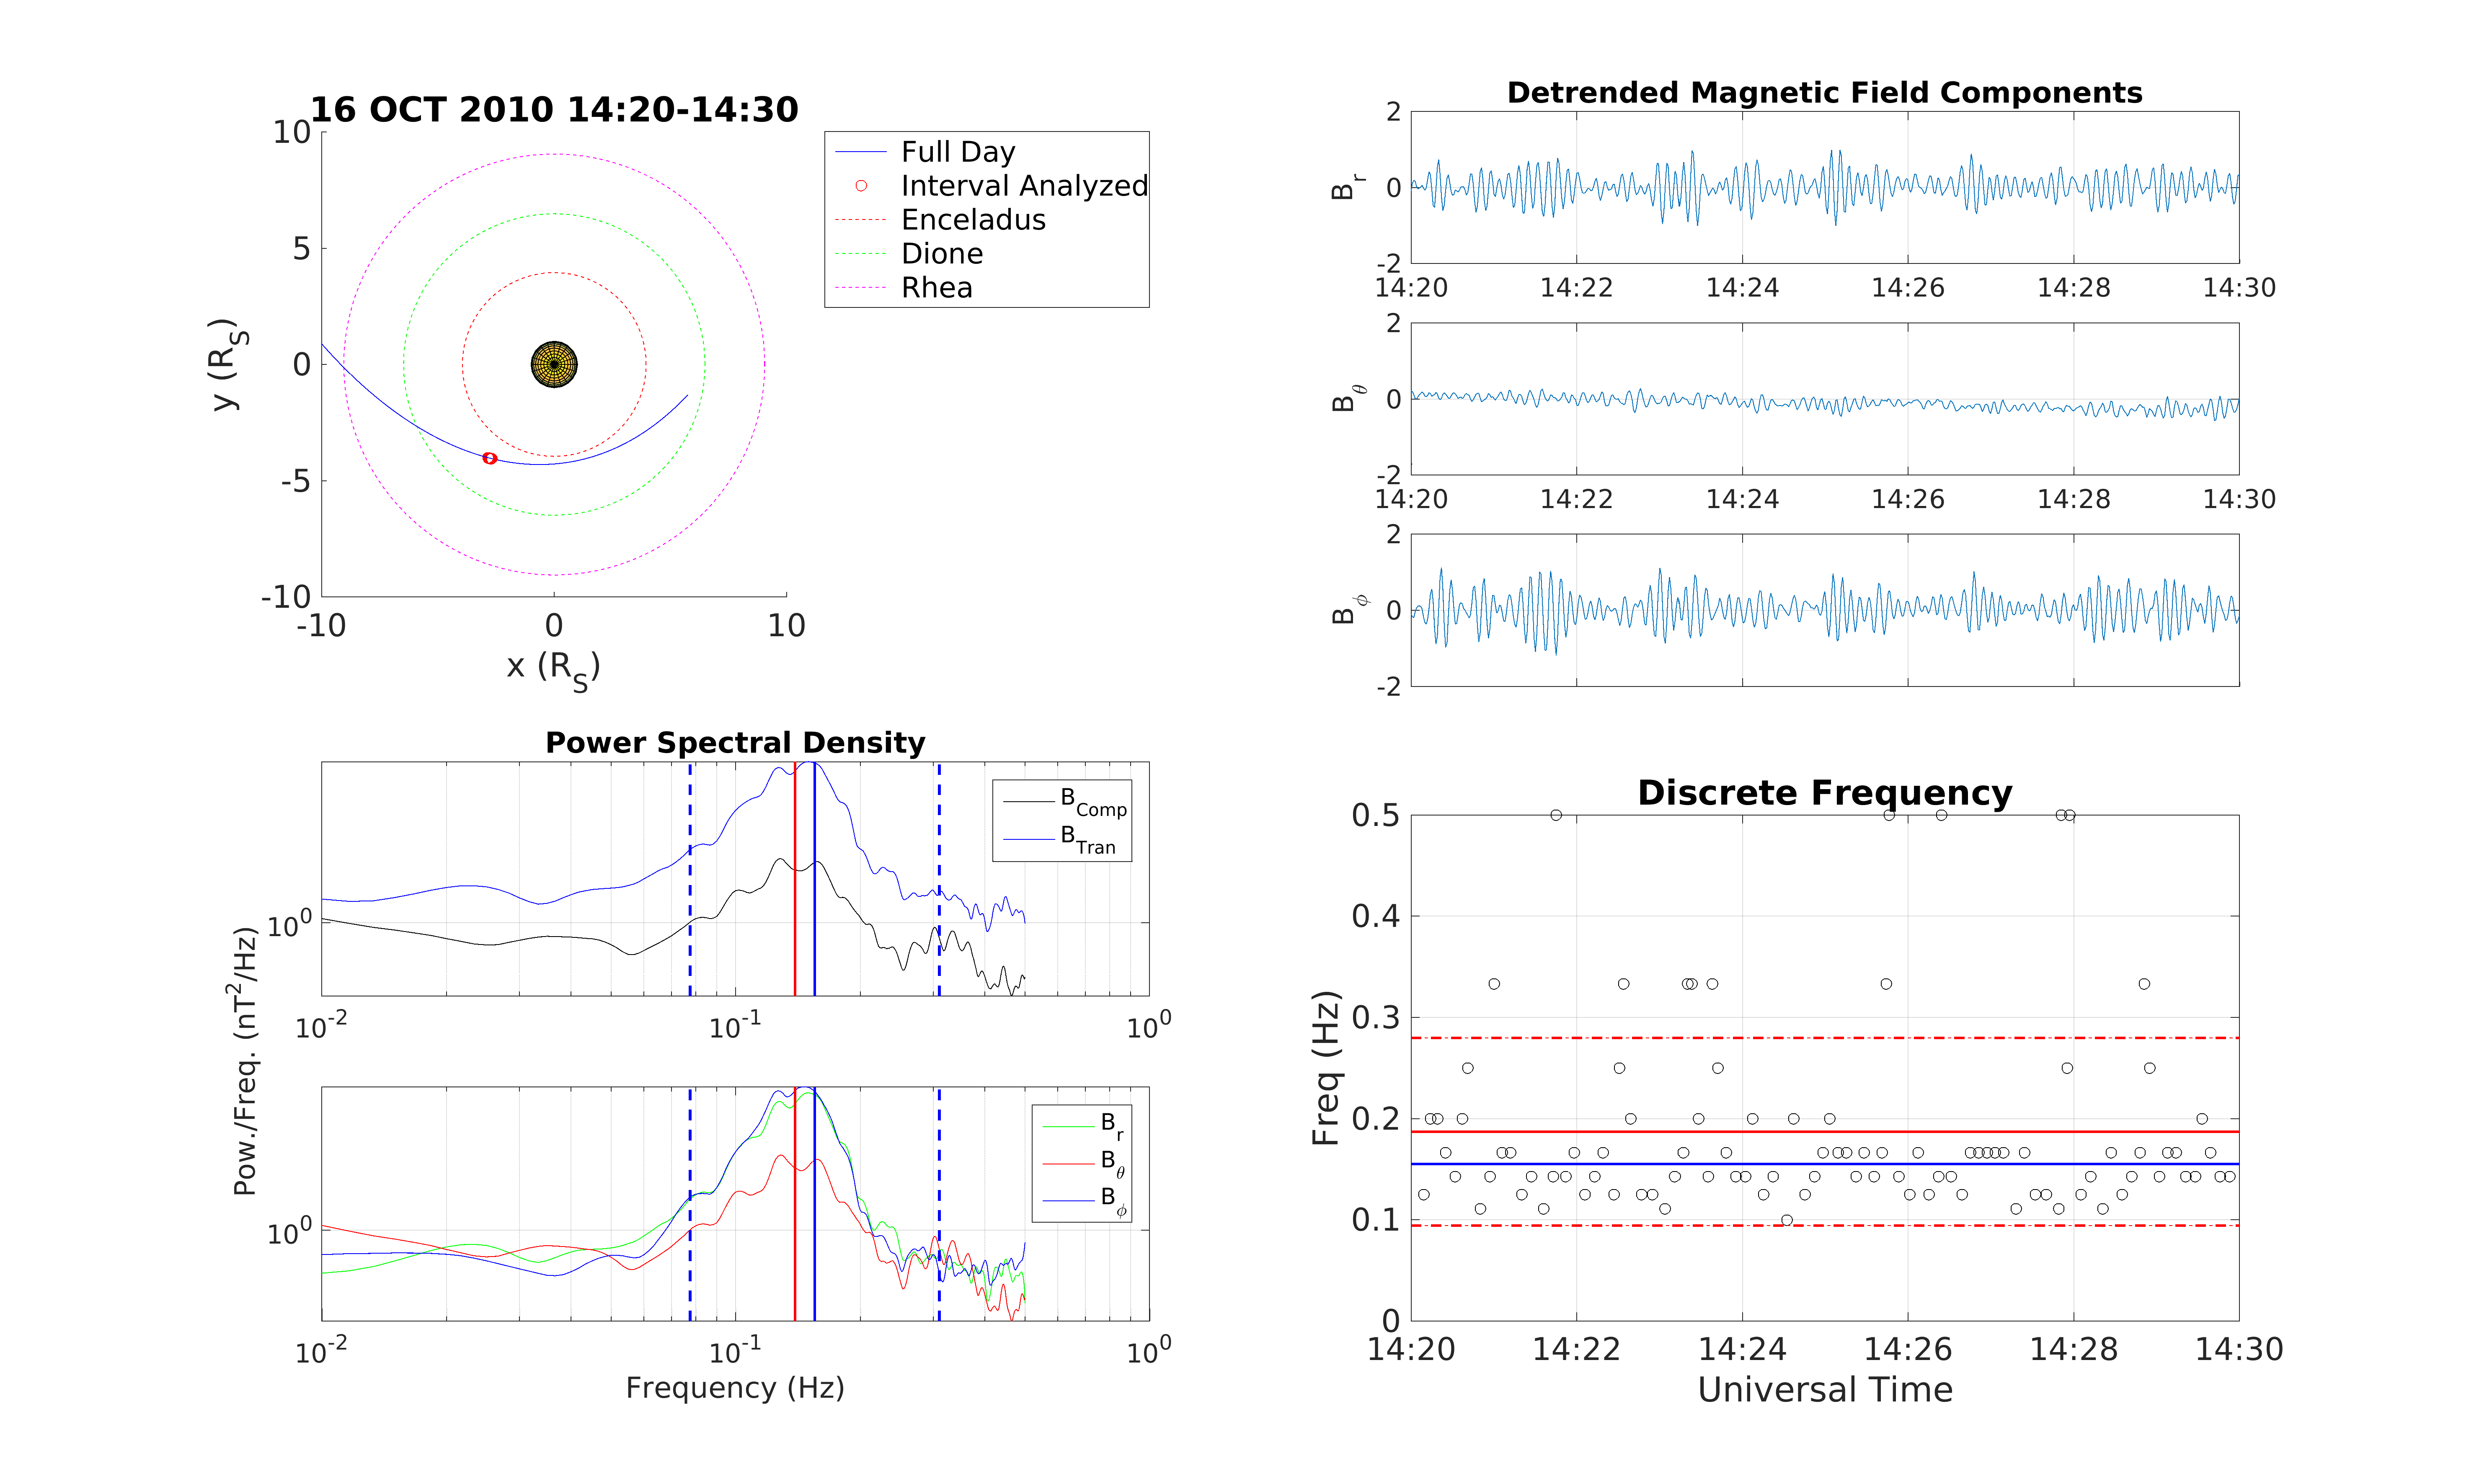 16 OCT 2010 14:20-14:30
10
5
0
-5
-10
-10
0
10
y (R_S)
x (R_S)
Full Day
Interval Analyzed
Enceladus
Dione
Rhea
Detrended Magnetic Field Components
B_r
2
0
-2
14:20
14:22
14:24
14:26
14:28
14:30
B_θ
2
0
-2
14:20
14:22
14:24
14:26
14:28
14:30
B_ϕ
2
0
-2
Power Spectral Density
Pow./Freq. (nT^2/Hz)
10^0
10^-2
10^-1
10^0
B_Comp
B_Tran
10^0
10^-2
10^-1
10^0
B_r
B_θ
B_ϕ
Frequency (Hz)
Discrete Frequency
Freq (Hz)
0.5
0.4
0.3
0.2
0.1
0
14:20
14:22
14:24
14:26
14:28
14:30
Universal Time